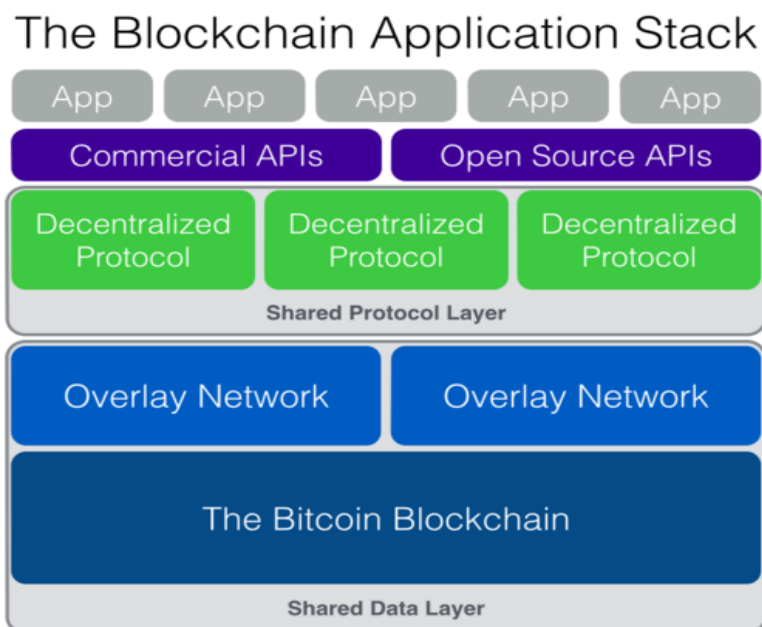 The Blockchain Application Stack
App App App App App
Commercial APIs Open Source APIs
Decentralized Decentralized Decentralized
Protocol Protocol Protocol
Shared Protocol Layer
Overlay Network Overlay Network
The Bitcoin Blockchain
Shared Data Layer